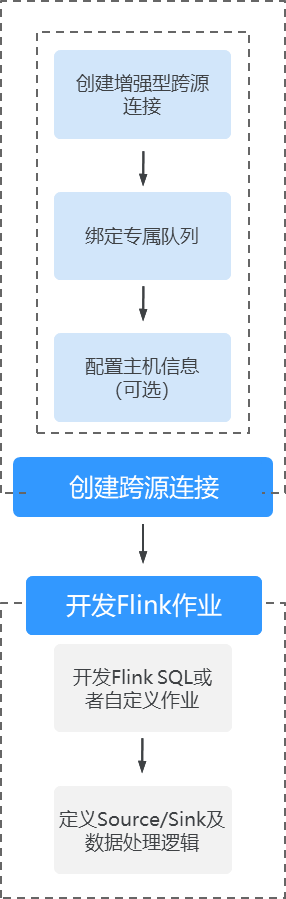 创建增强型跨源
连接
绑定专属队列
配置主机信息
（可选）
创建跨源连接
开发Flink作业
开发Flink SQL或
者自定义作业
定义Source/Sink及
数据处理逻辑